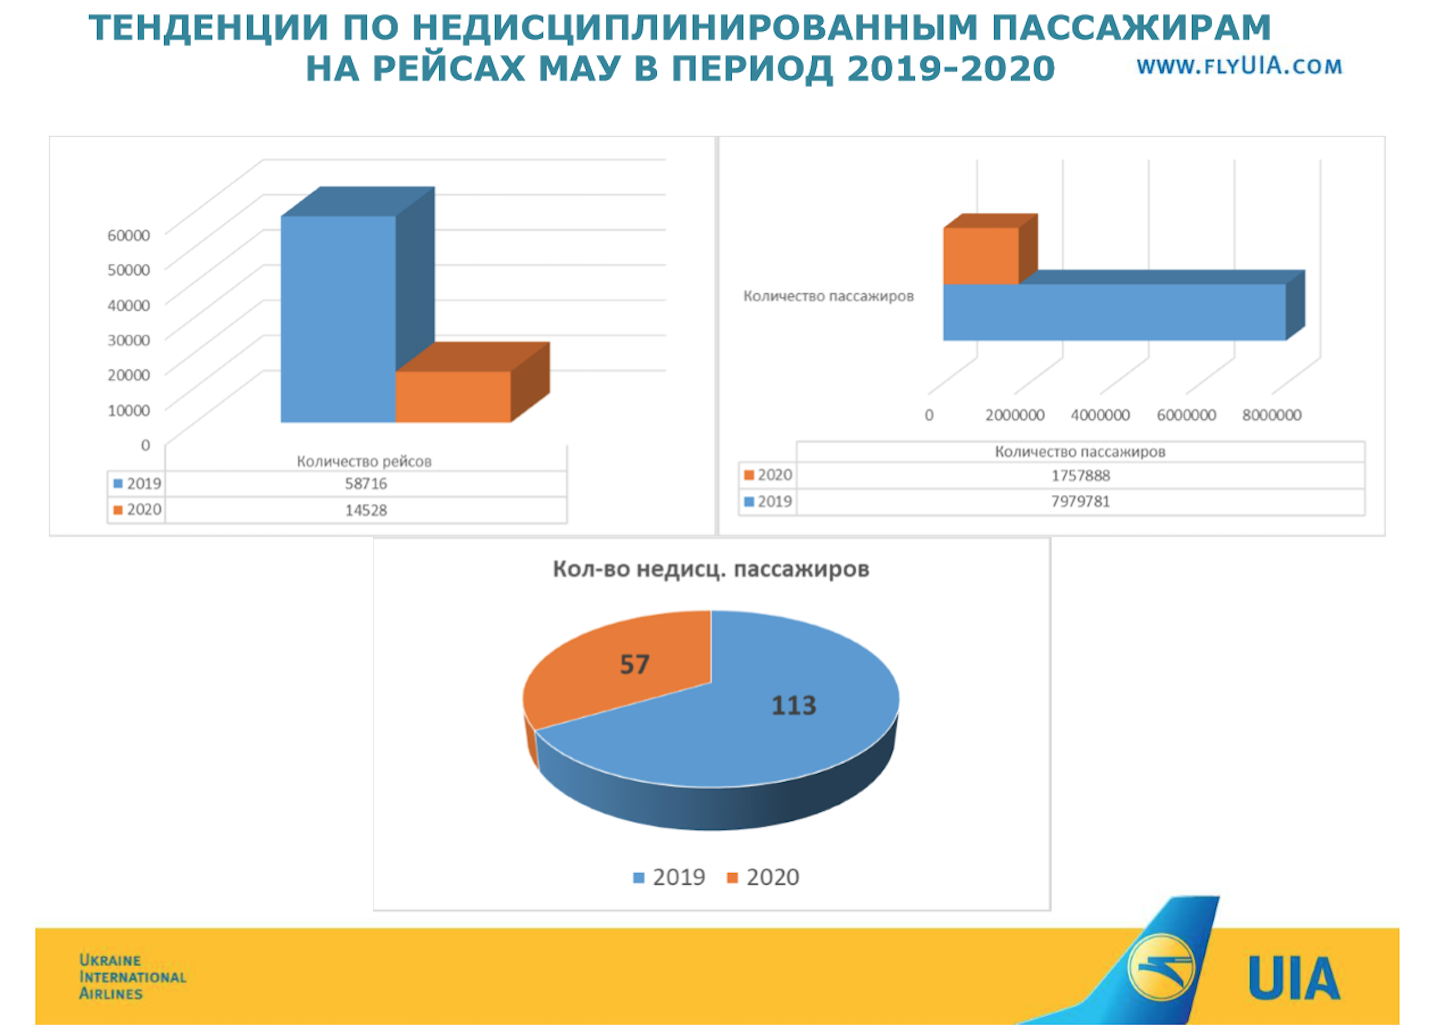 ТЕНДЕНЦИИ ПО НЕДИСЦИПЛИНИРОВАННЫМ ПАССАЖИРАМ
НА РЕЙСАХ МАУ В ПЕРИОД 2019-2020
WWW.FLYUIA.COM
60000
50000
40000
30000
20000
10000
0
Количество рейсов
2019 58716
2020 14528
Количество пассажиров
0 2000000 4000000 6000000 8000000
Количество пассажиров
2020 1757888
2019 7979781
Кол-во недисц. пассажиров
57
113
2019 2020
UKRAINE
INTERNATIONAL
AIRLINES
UIA